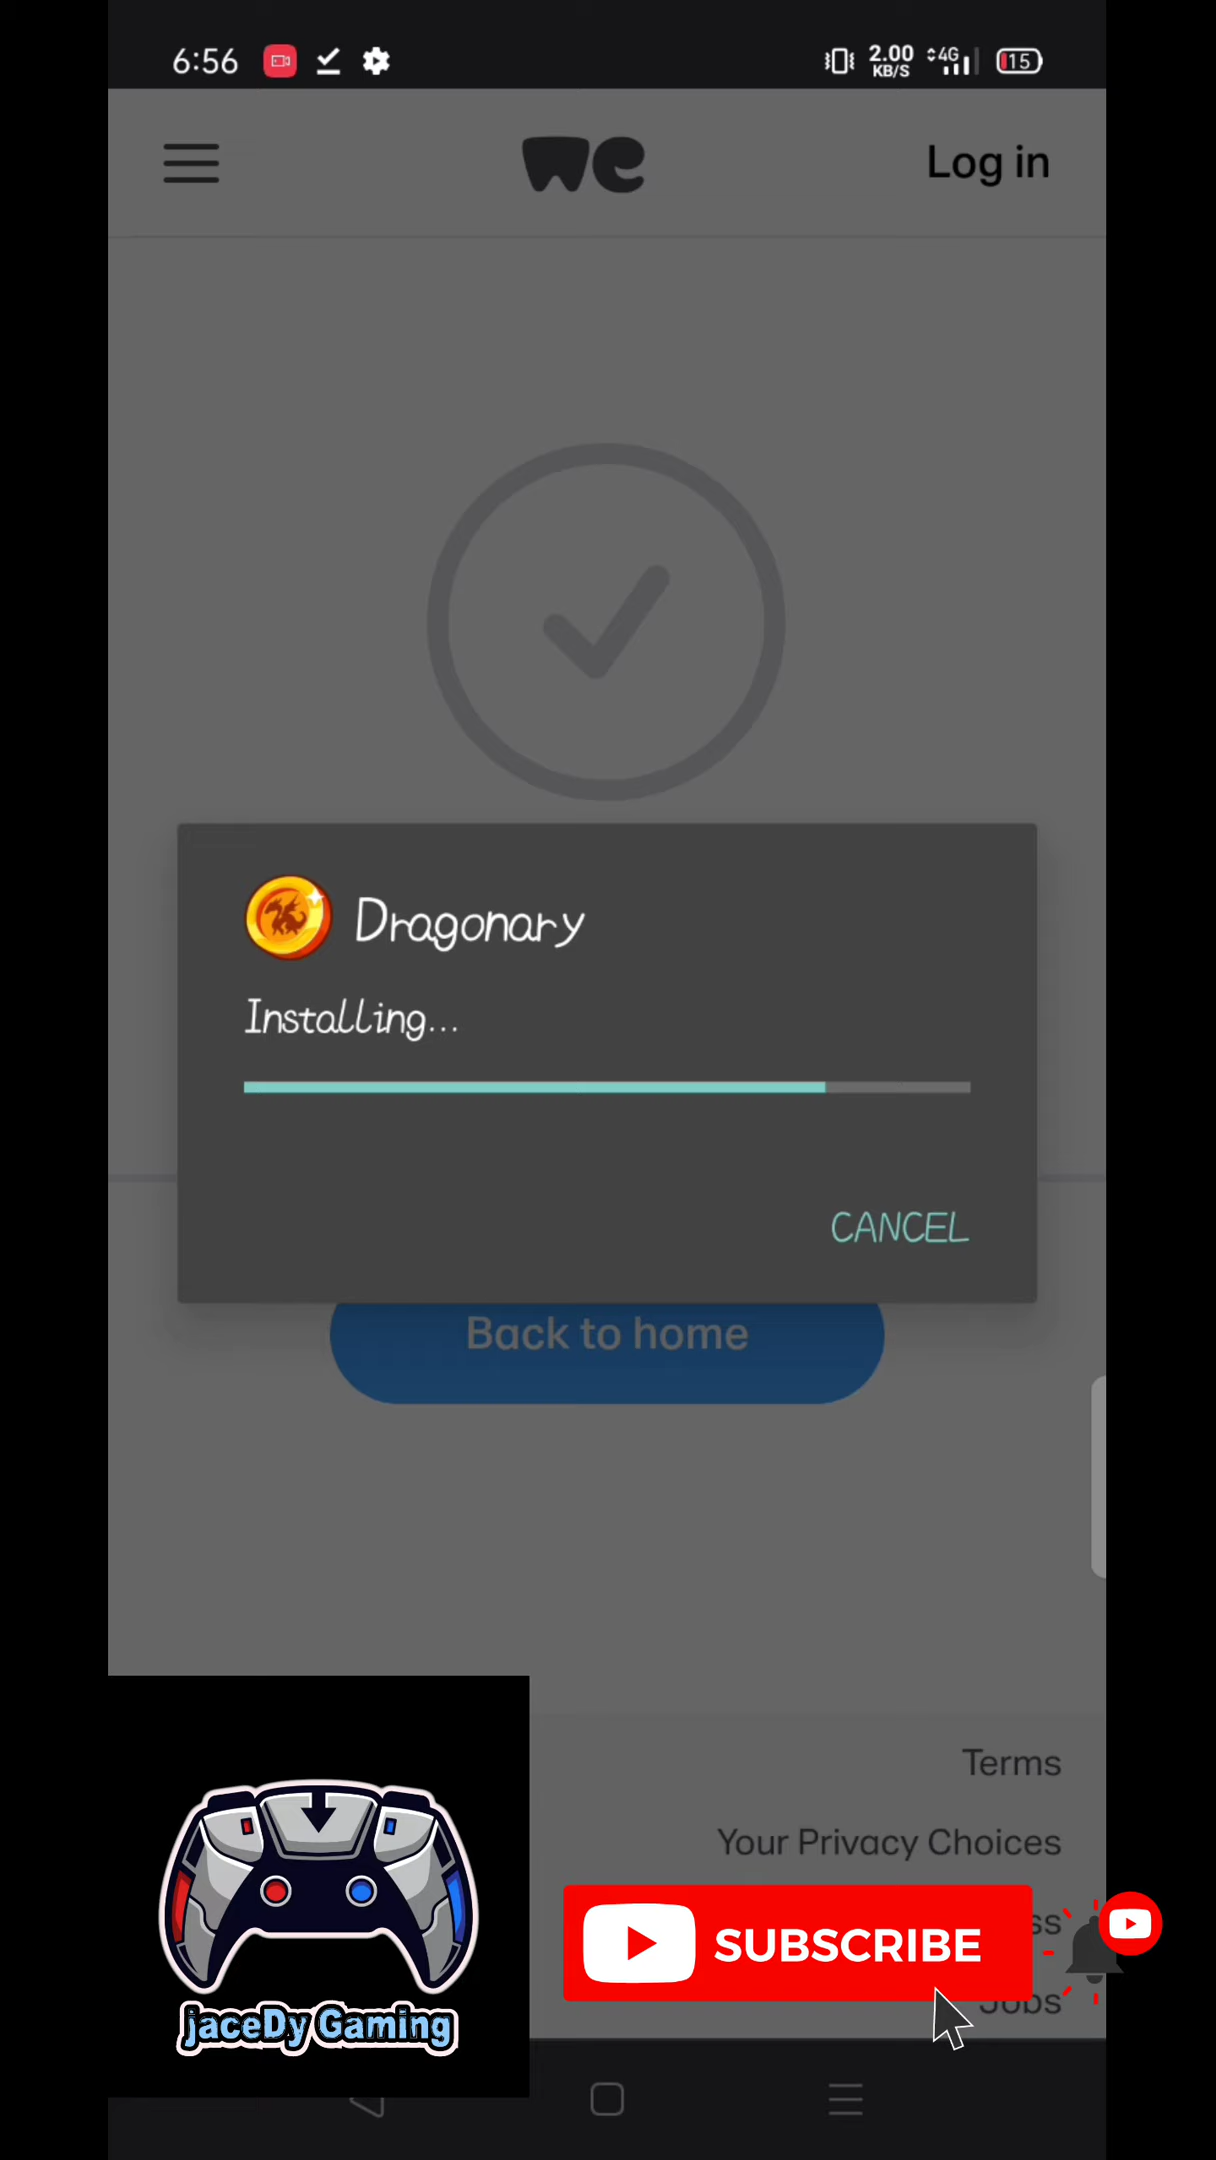 6:56
2.00
KB/S
4G
15
we
Log in
Dragonary
Installing...
CANCEL
Back to home
Terms
Your Privacy Choices
SUBSCRIBE
Jobs
jaceDy Gaming